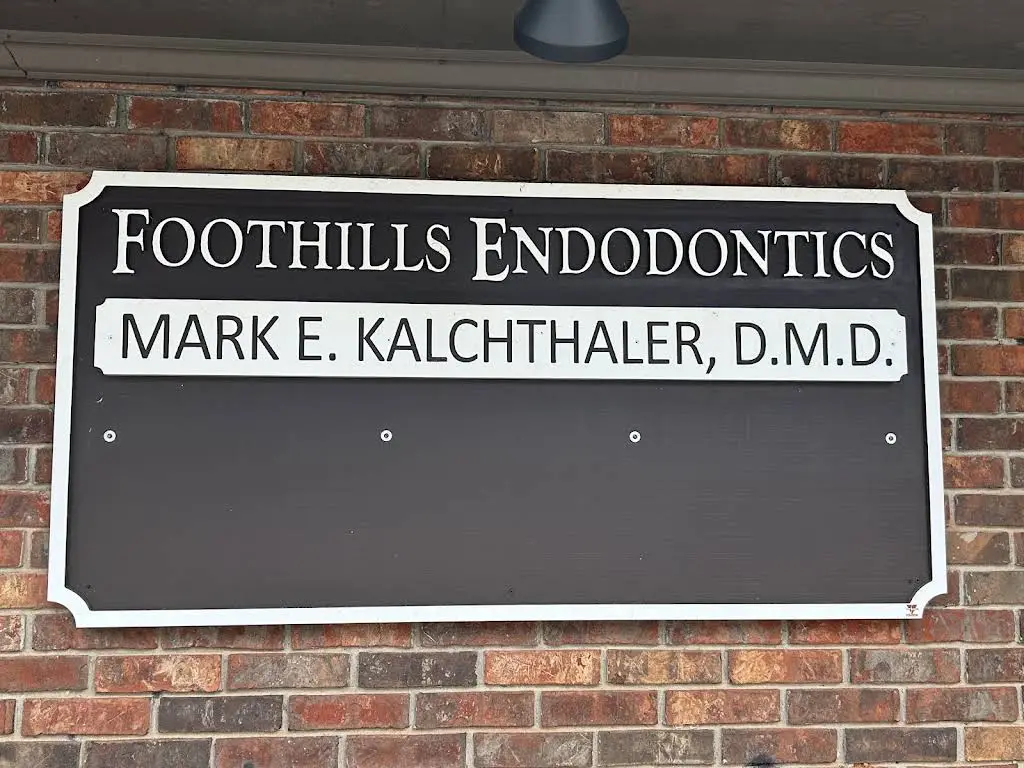 FOOTHILLS ENDODONTICS
MARK E. KALCHTHALER, D.M.D.